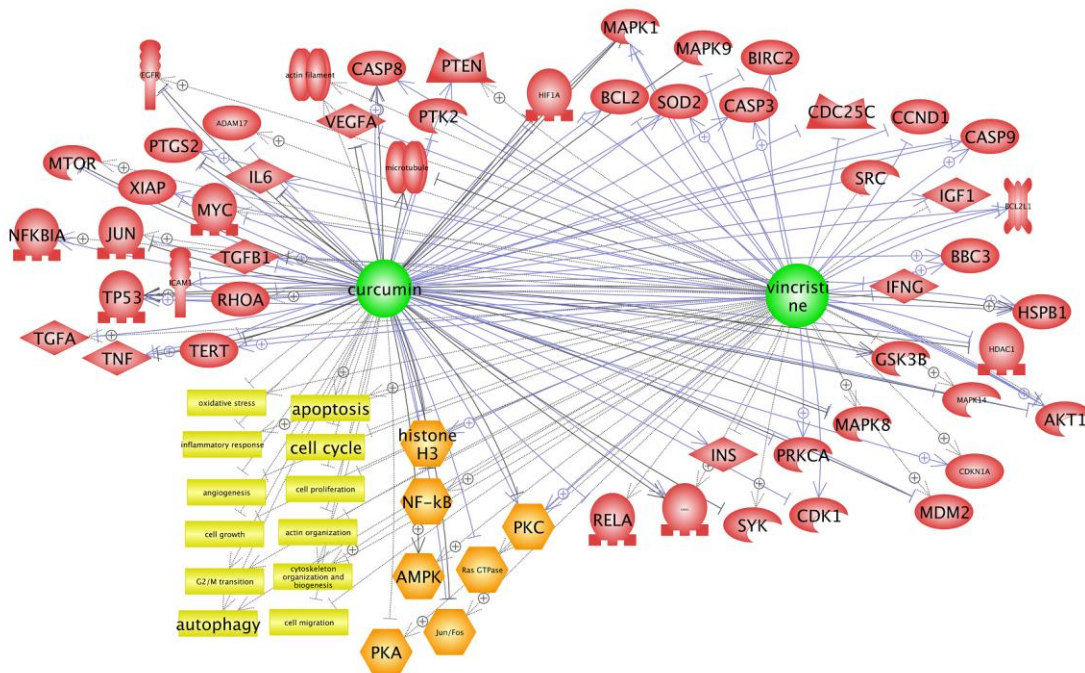 MAPK1
MAPK9
BIRC2
EGFR
actin filament
CASP8
PTEN
HIF1A
BCL2
SOD2
CASP3
CDC25C
CCND1
ADAM17
VEGFA
PTK2
CASP9
PTGS2
MTOR
IL6
microtubule
SRC
XIAP
MYC
IGF1
BCL2L1
NFKBIA
JUN
TGFB1
BBC3
ICAM1
curcumin
vincristi
ne
IFNG
TP53
RHOA
HSPB1
TGFA
TNF
TERT
GSK3B
HDAC1
MAPK14
AKT1
oxidative stress
apoptosis
MAPK8
inflammatory response
cell cycle
histone
H3
INS
PRKCA
CDKN1A
angiogenesis
cell proliferation
NF-kB
RELA
–
SYK
CDK1
MDM2
cell growth
actin organization
PKC
G2/M transition
cytoskeleton
organization and
biogenesis
AMPK
Ras GTPase
autophagy
cell migration
PKA
Jun/Fos